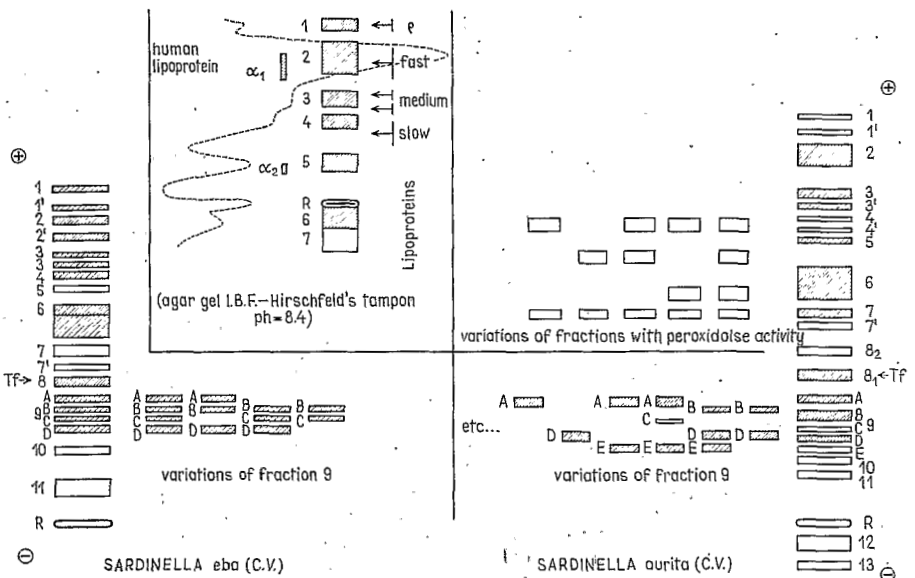 human
lipoprotein
α1
α2
1
2
3
4
5
R
6
7
ρ
fast
medium
slow
Lipoproteins
(agar gel I.B.F.-Hirschfeld's tampon
ph=8.4)
⊕
1
1'
2
2'
3
3
4
5
6
7
7'
Tf→ 8
A
B
9 C
D
10
11
R
⊖
A A
B B B B
C C C
D D D
variations of fraction 9
SARDINELLA eba (C.V.)
variations of fractions with peroxidolse activity
etc...
A A A
B B
C
D D D
E E E
variations of fraction 9
SARDINELLA aurita (C.V.)
⊕
1
1'
2
3
3'
4
4'
5
6
7
7'
82
81←Tf
A
8
C 9
D
E
10
11
R
12
13
⊖